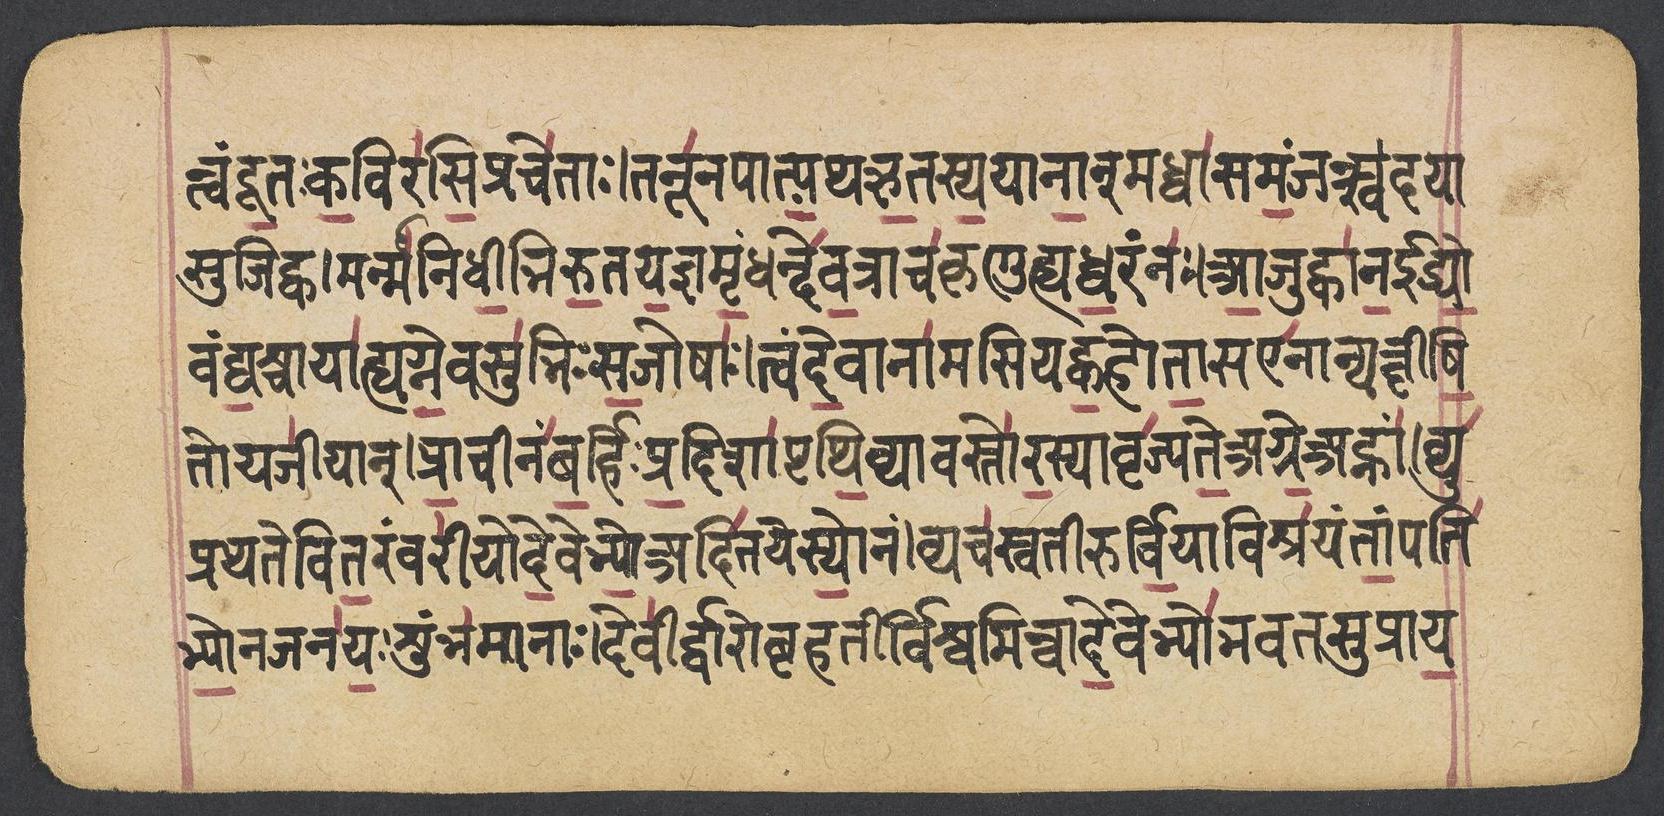 त्वंदूतःकविरसिप्रचेताः।तनूनपात्पथऋतस्ययानान्मध्वासमंजन्स्वदया
सुजिह्व।मन्मनिधीभिरुतयज्ञमृंधन्देवत्राचकृणुह्यध्वरंनः॥आजुह्वानईड्यो
वंद्यश्चायाह्यग्नेवसुभिःसजोषाः।त्वंदेवानामसियह्वहोतासएनान्यक्षीषि
तोयजीयान्।प्राचीनंबर्हिःप्रदिशापृथिव्यावस्तोरस्यावृज्यतेअग्रेअह्नां।व्यु
प्रथतेवितरंवरीयोदेवेभ्योअदितयेस्योनं।व्यचस्वतीरुर्वियाविश्रयंतांपति
भ्योनजनयःशुंभमानाः।देवीर्द्वारोबृहतीर्विश्वमिन्वादेवेभ्योभवतसुप्राय